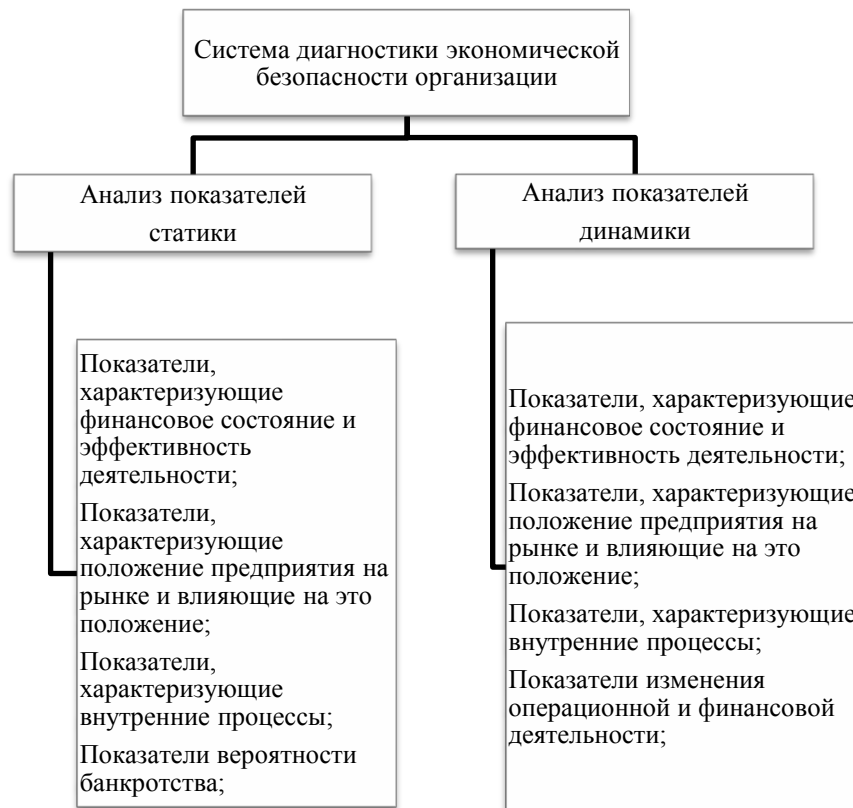 Система диагностики экономической
безопасности организации
Анализ показателей
статики
Анализ показателей
динамики
Показатели,
характеризующие
финансовое состояние и
эффективность
деятельности;
Показатели,
характеризующие
положение предприятия на
рынке и влияющие на это
положение;
Показатели,
характеризующие
внутренние процессы;
Показатели вероятности
банкротства;
Показатели, характеризующие
финансовое состояние и
эффективность деятельности;
Показатели, характеризующие
положение предприятия на
рынке и влияющие на это
положение;
Показатели, характеризующие
внутренние процессы;
Показатели изменения
операционной и финансовой
деятельности;